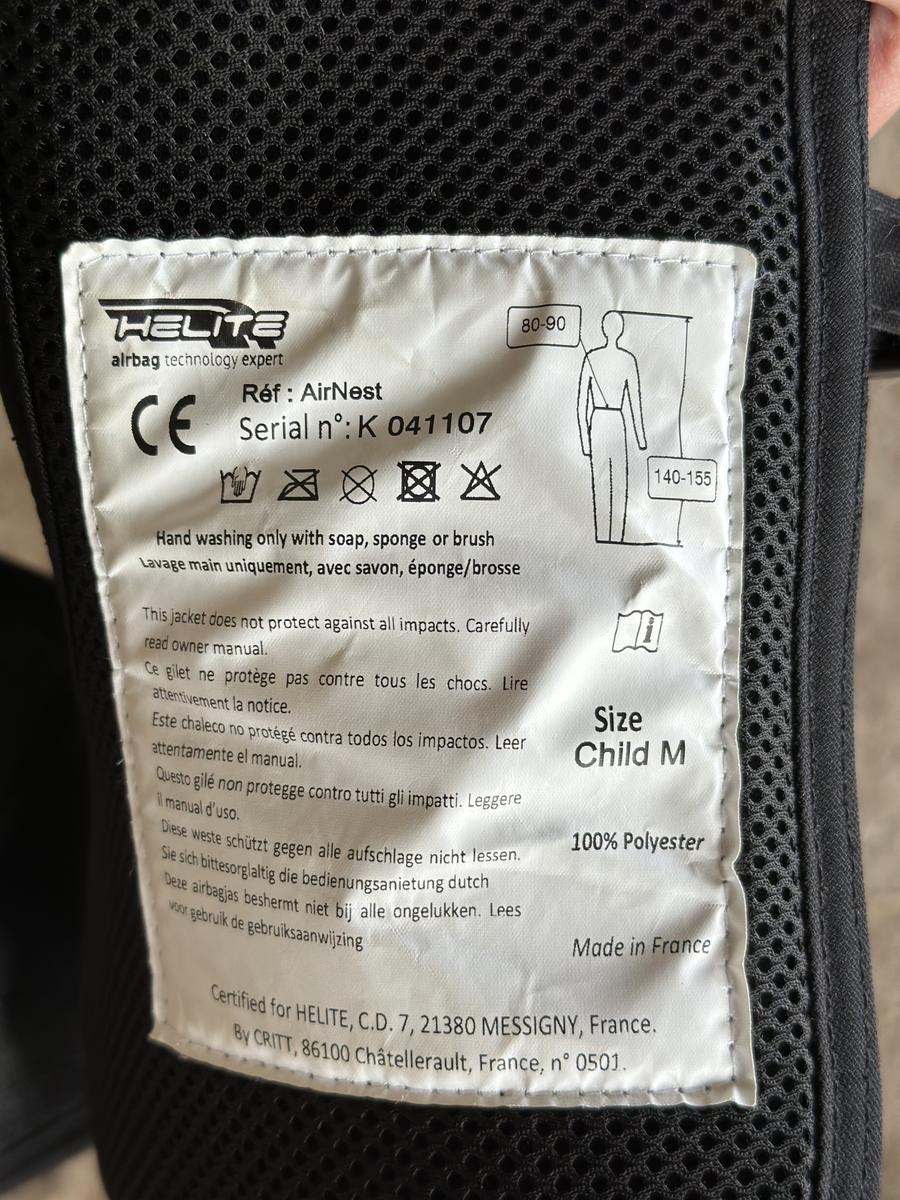 HELITE
airbag technology expert
CE
Réf : AirNest
Serial n°: K 041107
80-90
140-155
Hand washing only with soap, sponge or brush
Lavage main uniquement, avec savon, éponge/brosse
This jacket does not protect against all impacts. Carefully
read owner manual.
Ce gilet ne protège pas contre tous les chocs. Lire
attentivement la notice.
Este chaleco no protégé contra todos los impactos. Leer
attentamente el manual.
Questo gilé non protegge contro tutti gli impatti. Leggere
il manual d'uso.
Diese weste schützt gegen alle aufschlage nicht lessen.
Sie sich bittesorglaltig die bedienungsanietung dutch
Deze airbagjas beshermt niet bij alle ongelukken. Lees
voor gebruik de gebruiksaanwijzing
i
Size
Child M
100% Polyester
Made in France
Certified for HELITE, C.D. 7, 21380 MESSIGNY, France.
By CRITT, 86100 Châtellerault, France, n° 0501.